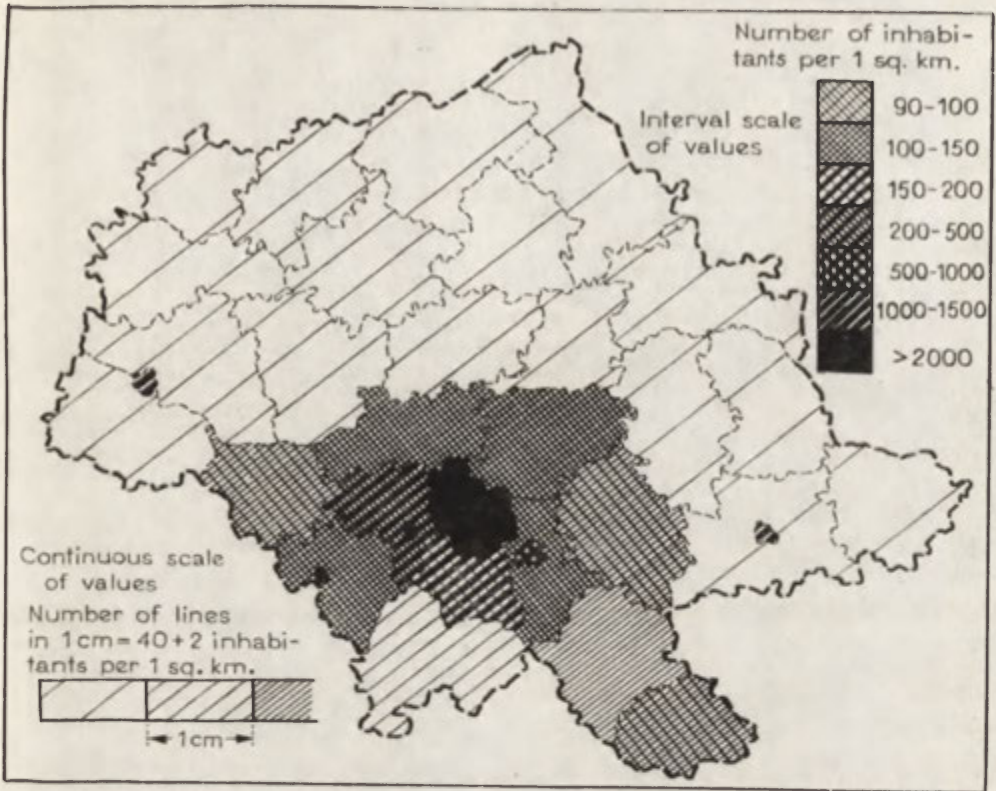 Number of inhabi-
tants per 1 sq. km.
Interval scale
of values
90-100
100-150
150-200
200-500
500-1000
1000-1500
>2000
Continuous scale
of values
Number of lines
in 1cm=40+2 inhabi-
tants per 1 sq. km.
1cm